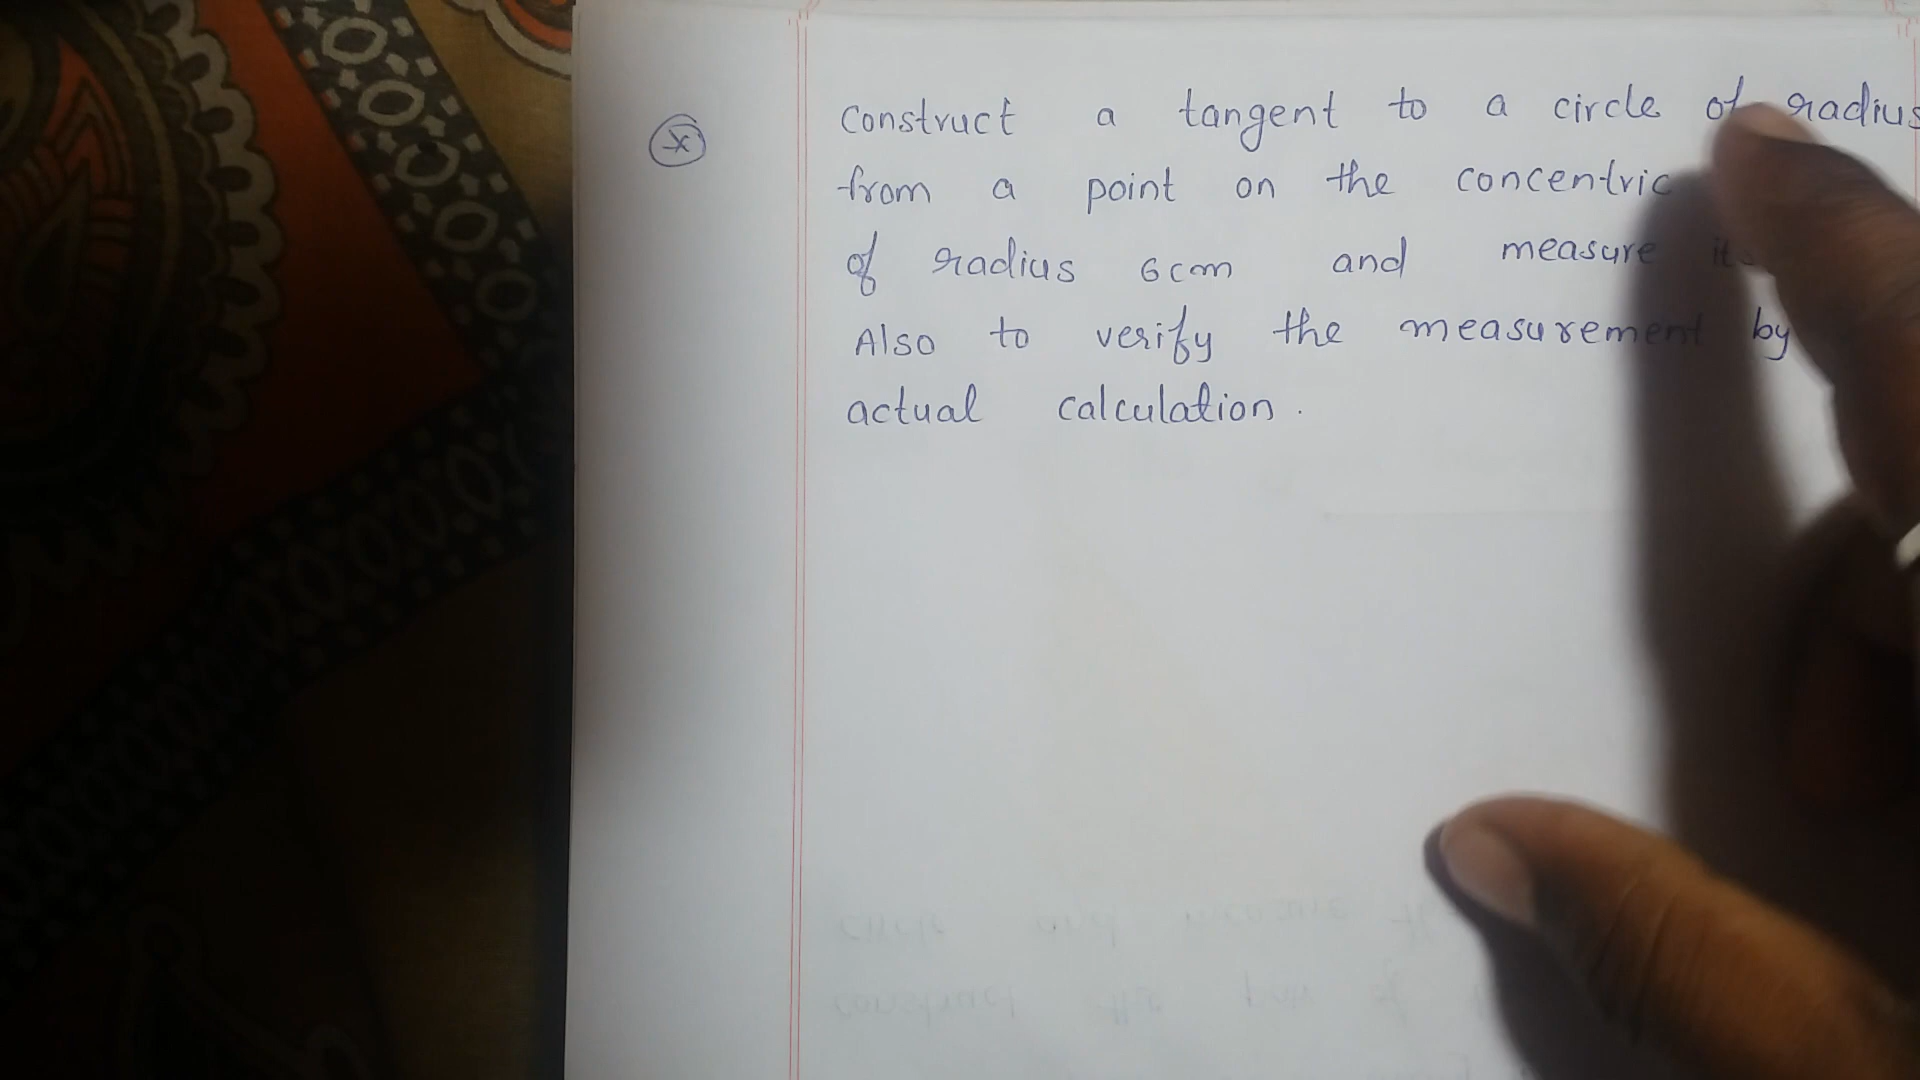 construct a tangent to a circle of radius
from a point on the concentric
of radius 6cm and measure
Also to verify the measurement by
actual calculation.